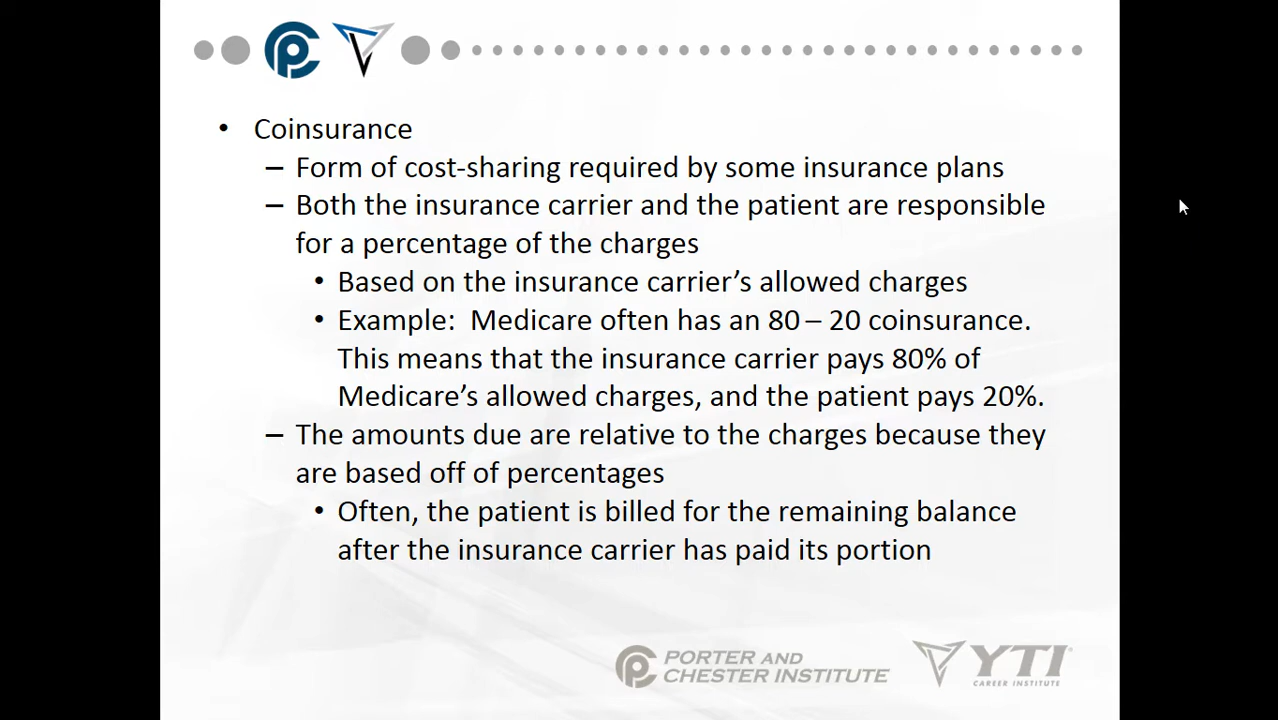 • Coinsurance
– Form of cost-sharing required by some insurance plans
– Both the insurance carrier and the patient are responsible
for a percentage of the charges
• Based on the insurance carrier’s allowed charges
• Example:  Medicare often has an 80 – 20 coinsurance.
This means that the insurance carrier pays 80% of
Medicare’s allowed charges, and the patient pays 20%.
– The amounts due are relative to the charges because they
are based off of percentages
• Often, the patient is billed for the remaining balance
after the insurance carrier has paid its portion
PORTER AND
CHESTER INSTITUTE
YTI
CAREER INSTITUTE